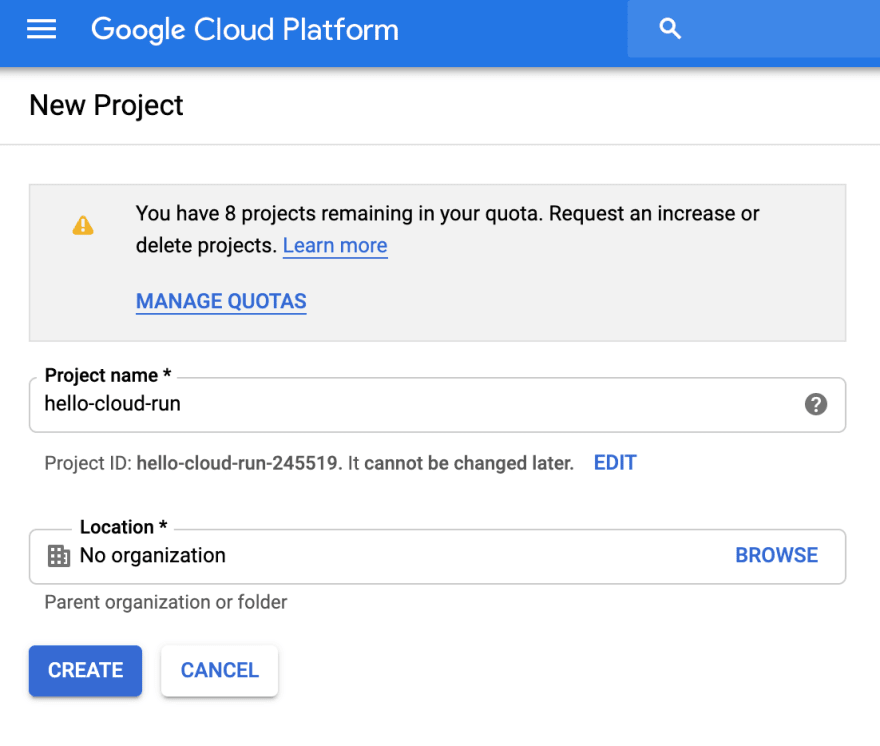 Google Cloud Platform
New Project
You have 8 projects remaining in your quota. Request an increase or
delete projects. Learn more
MANAGE QUOTAS
Project name *
hello-cloud-run
Project ID: hello-cloud-run-245519. It cannot be changed later. EDIT
Location *
No organization BROWSE
Parent organization or folder
CREATE CANCEL